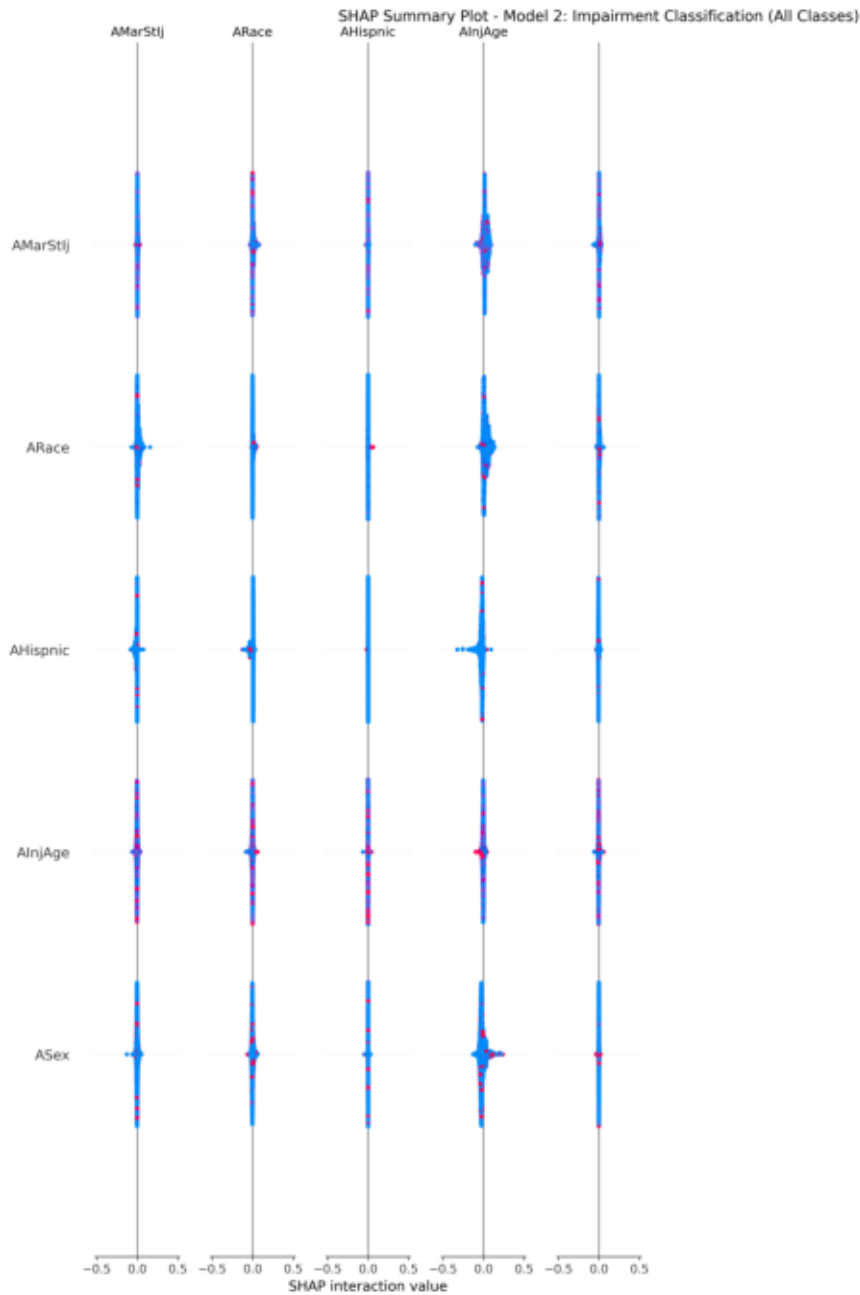 SHAP Summary Plot - Model 2: Impairment Classification (All Classes)
AMarStIj ARace AHispnic AInjAge
AMarStIj
ARace
AHispnic
AInjAge
ASex
−0.5 0.0 0.5 −0.5 0.0 0.5 −0.5 0.0 0.5 −0.5 0.0 0.5 −0.5 0.0 0.5
SHAP interaction value